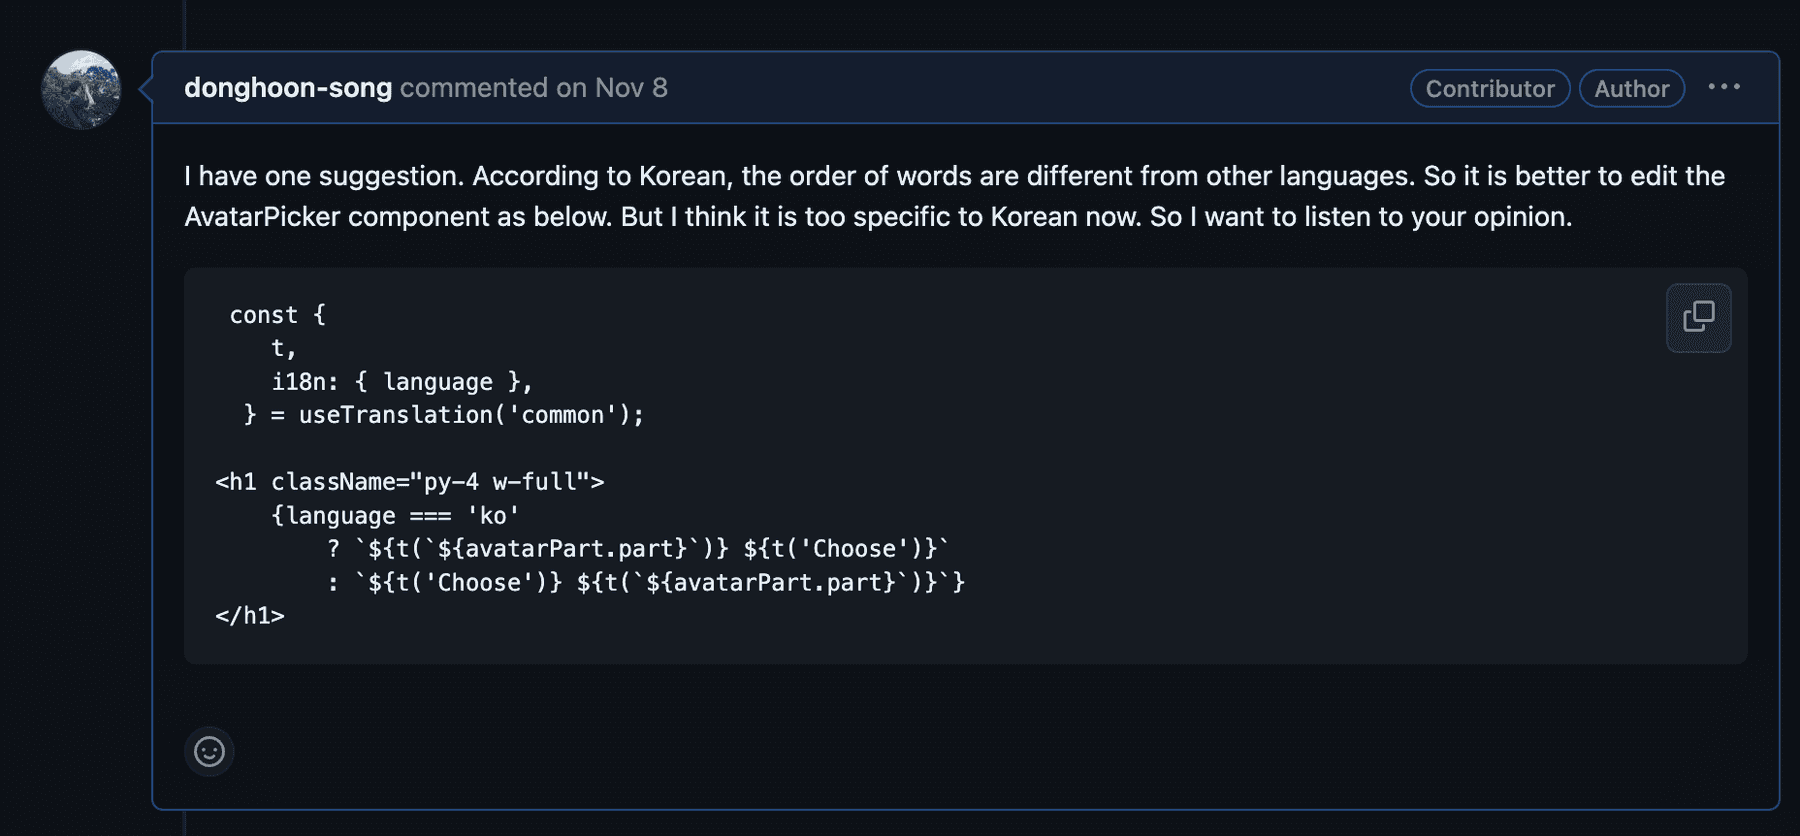 donghoon-song commented on Nov 8
Contributor
Author
I have one suggestion. According to Korean, the order of words are different from other languages. So it is better to edit the
AvatarPicker component as below. But I think it is too specific to Korean now. So I want to listen to your opinion.
const {
t,
i18n: { language },
} = useTranslation('common');
<h1 className="py-4 w-full">
{language === 'ko'
? `${t(`${avatarPart.part}`)} ${t('Choose')}`
: `${t('Choose')} ${t(`${avatarPart.part}`)}`}
</h1>